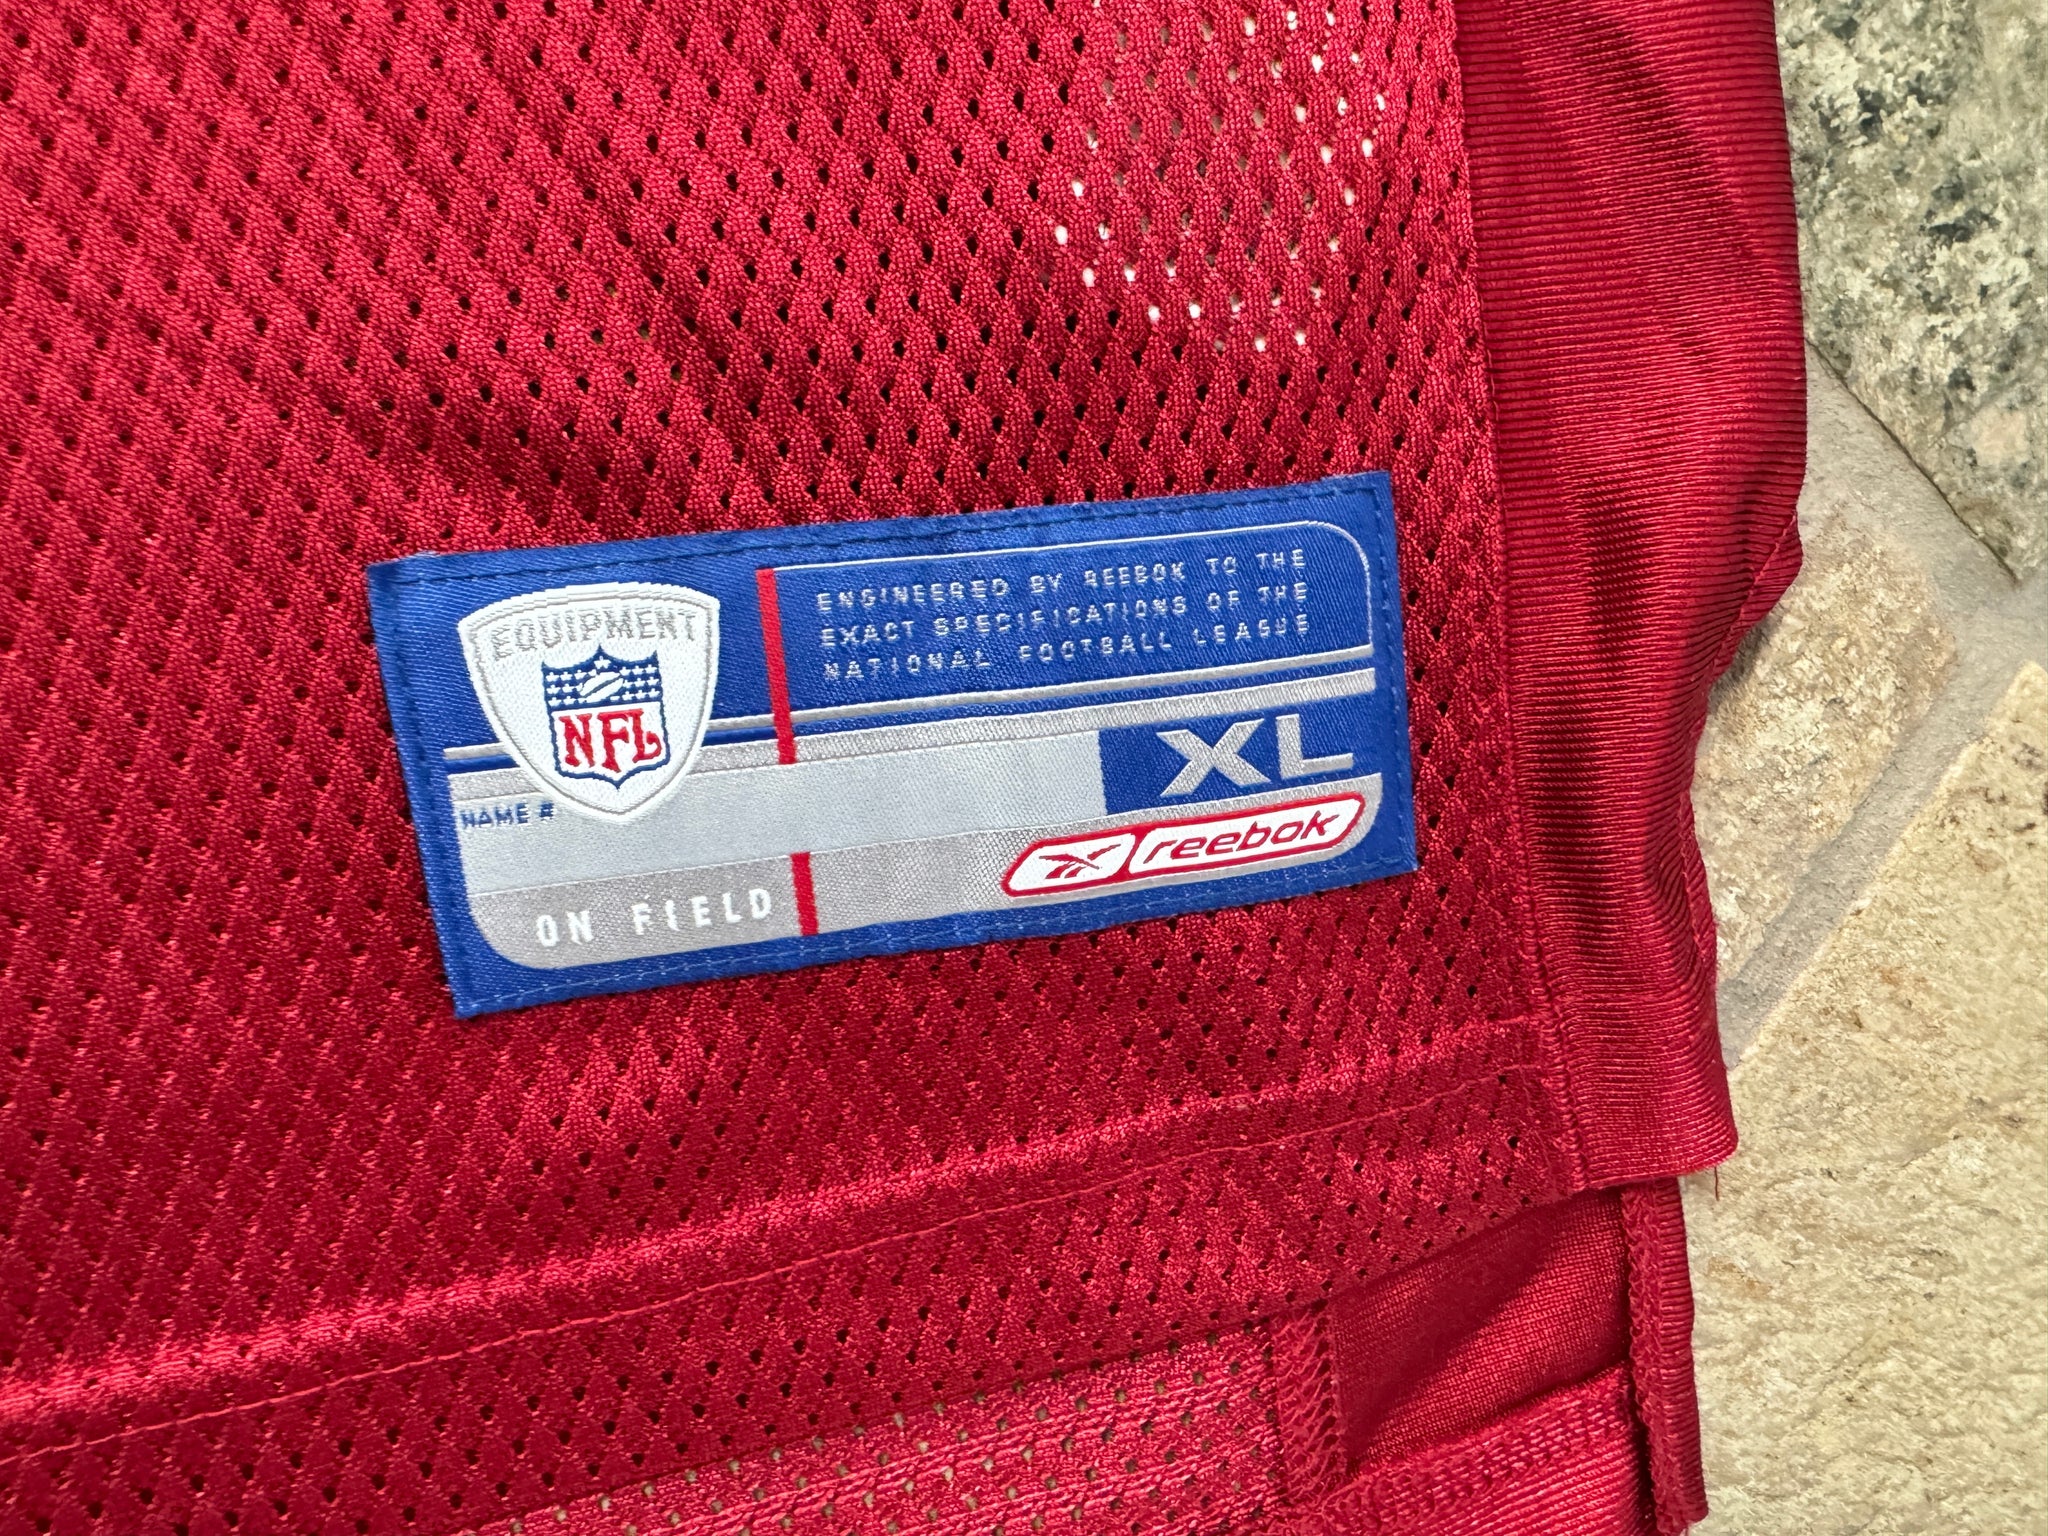 ENGINEERED BY REEBOK TO THE
EXACT SPECIFICATIONS OF THE
NATIONAL FOOTBALL LEAGUE
EQUIPMENT
NFL
XL
NAME #
reebok
ON FIELD